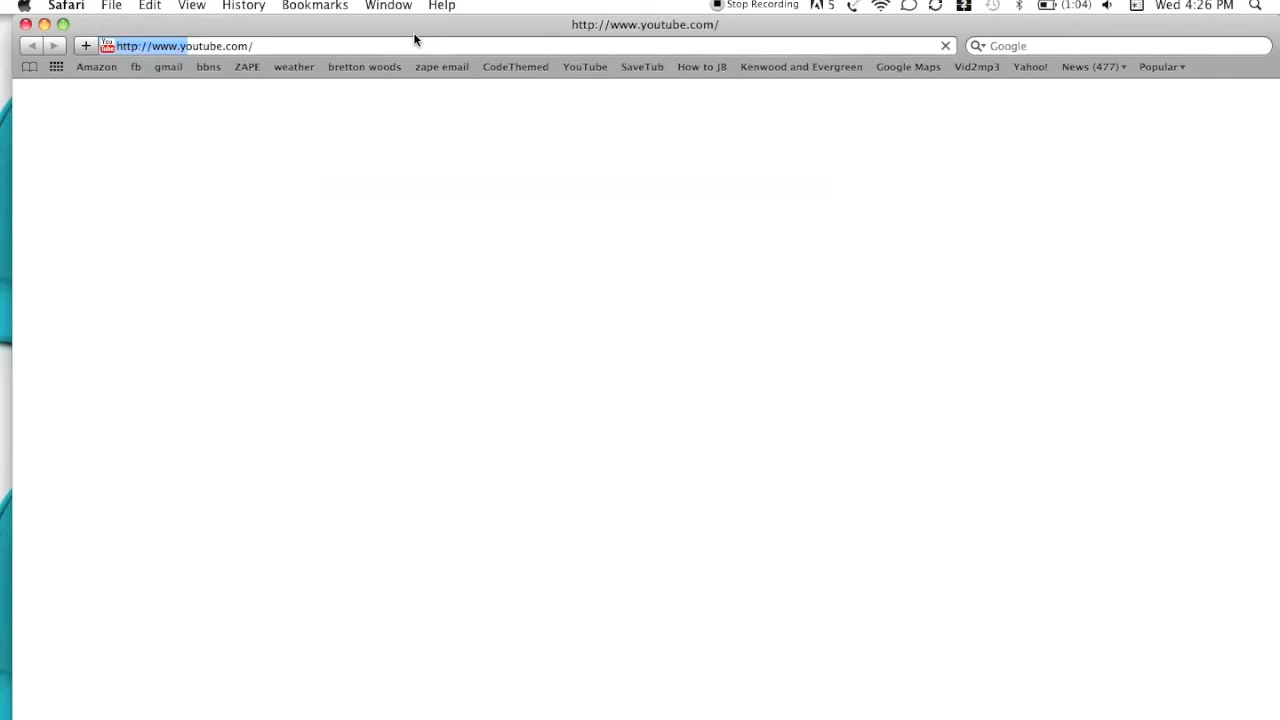 Safari File Edit View History Bookmarks Window Help Stop Recording 5 (1:04) Wed 4:26 PM
http://www.youtube.com/
You Tube http://www.youtube.com/ Google
Amazon fb gmail bbns ZAPE weather bretton woods zape email CodeThemed YouTube SaveTub How to JB Kenwood and Evergreen Google Maps Vid2mp3 Yahoo! News (477) Popular